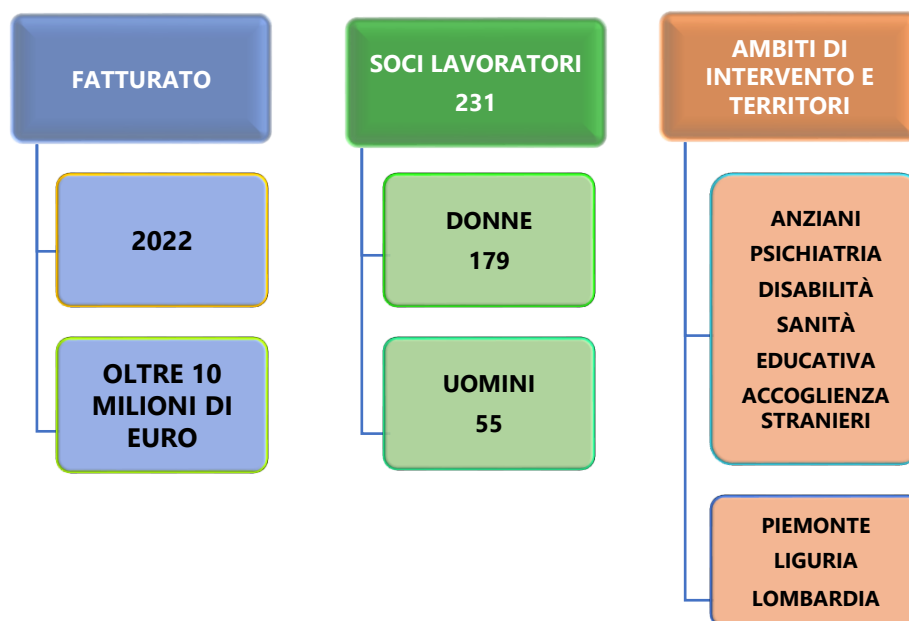 FATTURATO
2022
OLTRE 10
MILIONI DI
EURO
SOCI LAVORATORI
231
DONNE
179
UOMINI
55
AMBITI DI
INTERVENTO E
TERRITORI
ANZIANI
PSICHIATRIA
DISABILITÀ
SANITÀ
EDUCATIVA
ACCOGLIENZA
STRANIERI
PIEMONTE
LIGURIA
LOMBARDIA